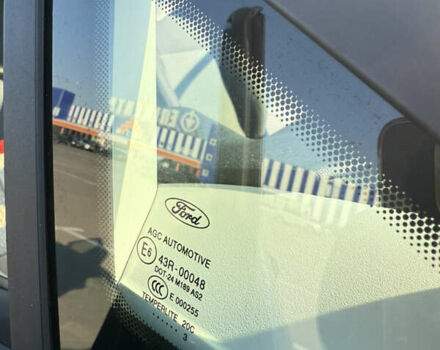 Ford
AGC AUTOMOTIVE
E6 43R-00048
DOT-24 M189 AS2
CCC E 000255
TEMPERLITE 20C
...... 3